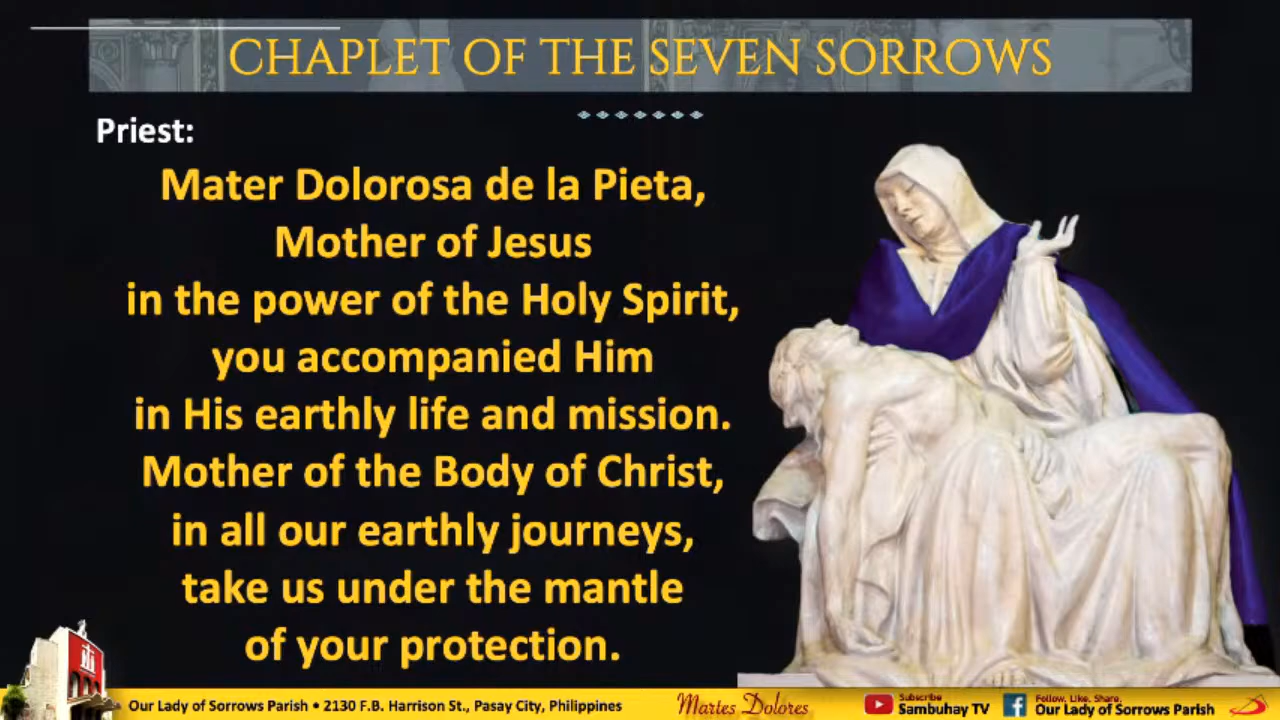 CHAPLET OF THE SEVEN SORROWS
Priest:
Mater Dolorosa de la Pieta,
Mother of Jesus
in the power of the Holy Spirit,
you accompanied Him
in His earthly life and mission.
Mother of the Body of Christ,
in all our earthly journeys,
take us under the mantle
of your protection.
Our Lady of Sorrows Parish • 2130 F.B. Harrison St., Pasay City, Philippines
Martes Dolores
Subscribe
Sambuhay TV
Follow. Like. Share.
Our Lady of Sorrows Parish